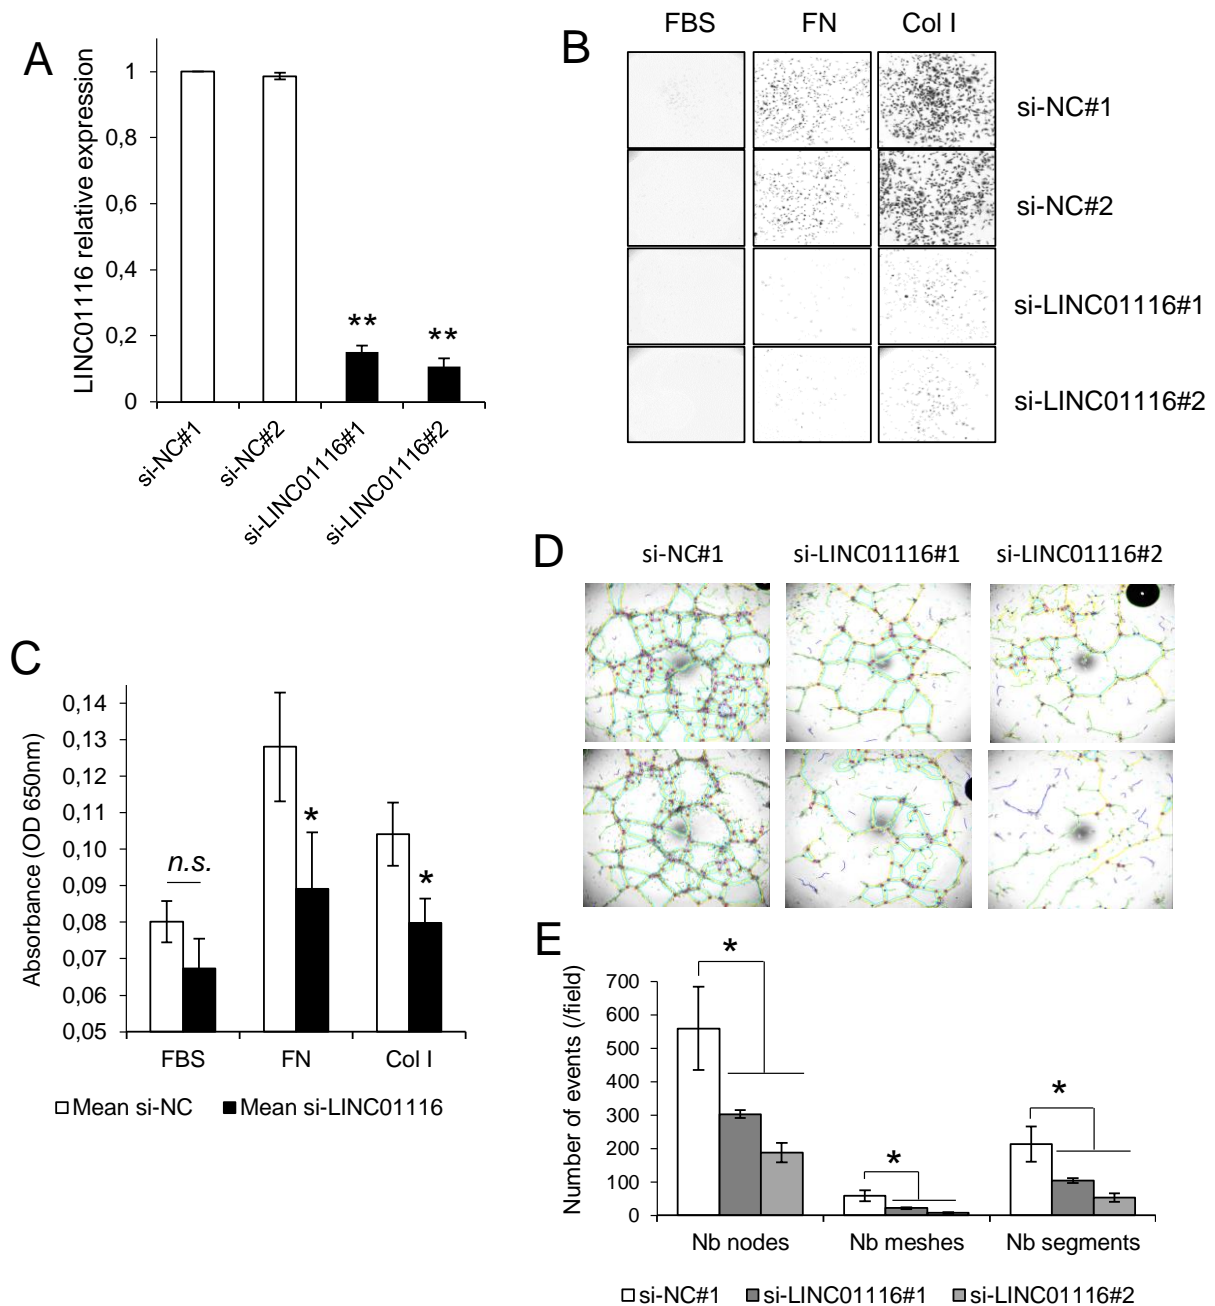 A
LINC01116 relative expression
1
0,8
0,6
0,4
0,2
0
**
**
si-NC#1
si-NC#2
si-LINC01116#1
si-LINC01116#2
B
FBS FN Col I
si-NC#1
si-NC#2
si-LINC01116#1
si-LINC01116#2
C
Absorbance (OD 650nm)
0,14
0,13
0,12
0,11
0,10
0,09
0,08
0,07
0,06
0,05
n.s.
*
*
FBS FN Col I
Mean si-NC Mean si-LINC01116
D
si-NC#1 si-LINC01116#1 si-LINC01116#2
E
Number of events (/field)
700
600
500
400
300
200
100
0
*
*
*
Nb nodes Nb meshes Nb segments
si-NC#1 si-LINC01116#1 si-LINC01116#2